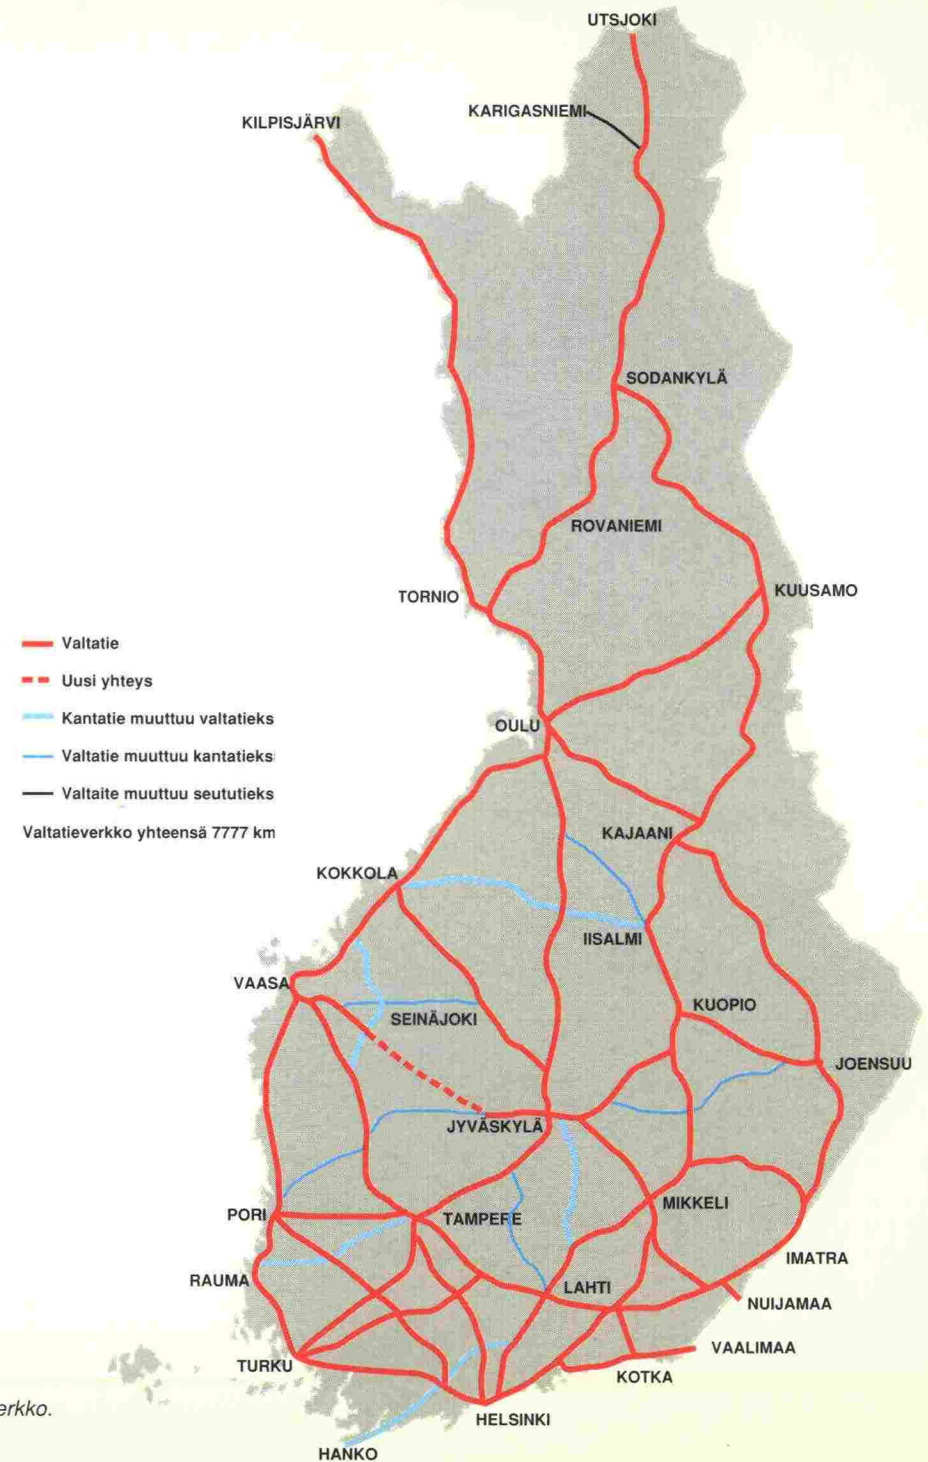 UTSJOKI
KARIGASNIEMI
KILPISJÄRVI
SODANKYLÄ
ROVANIEMI
KUUSAMO
TORNIO
Valtatie
Uusi yhteys
Kantatie muuttuu valtatieks
OULU
Valtatie muuttuu kantatieks
Valtaite muuttuu seututieks
Valtatieverkko yhteensä 7777 km
KAJAANI
KOKKOLA
IISALMI
VAASA
KUOPIO
SEINÄJOKI
JOENSUU
JYVÄSKYLÄ
MIKKELI
PORI
TAMPERE
IMATRA
RAUMA
LAHTI
NUIJAMAA
VAALIMAA
TURKU
KOTKA
erkko.
HELSINKI
HANKO